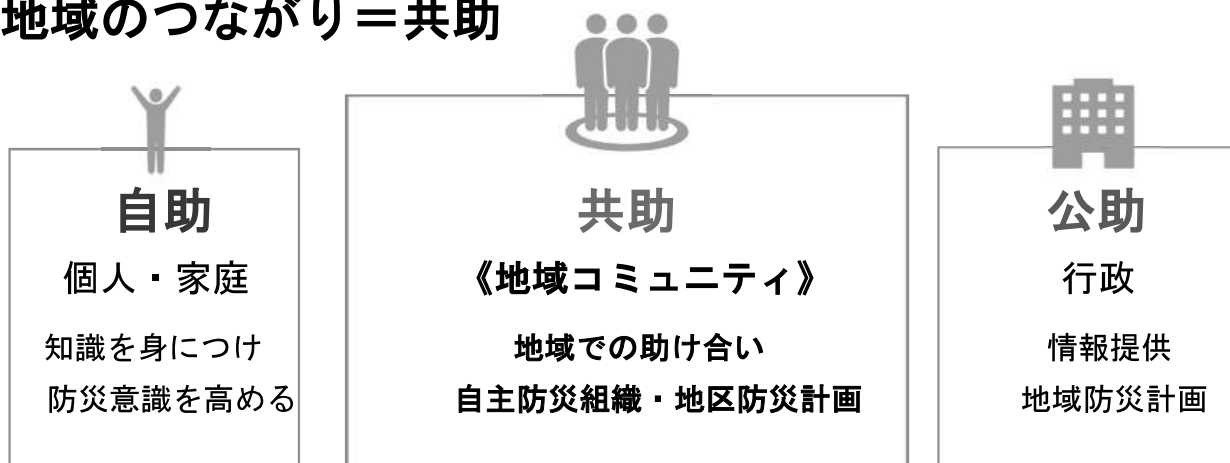 地域のつながり＝共助
自助
個人・家庭
知識を身につけ
防災意識を高める
共助
《地域コミュニティ》
地域での助け合い
自主防災組織・地区防災計画
公助
行政
情報提供
地域防災計画